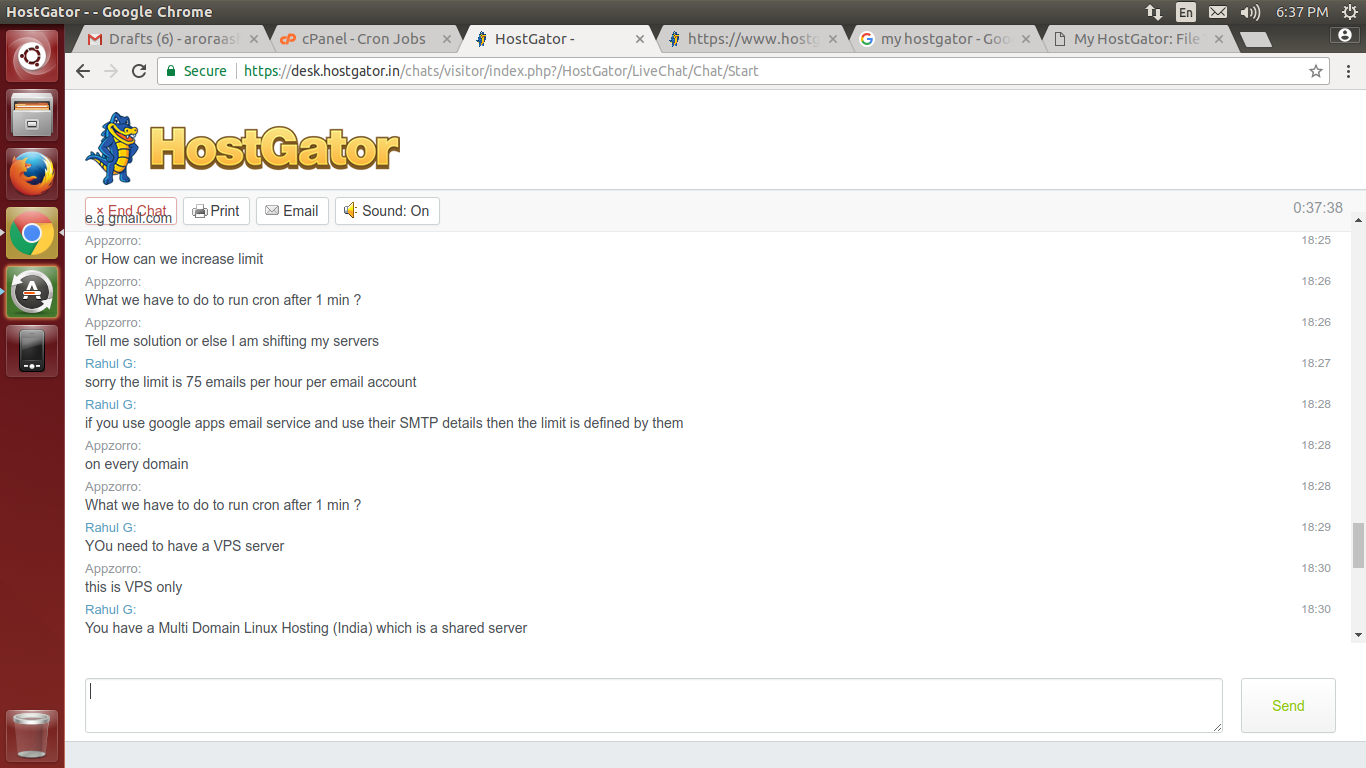 HostGator - - Google Chrome
En
6:37 PM
Drafts (6) - aroraas
cPanel - Cron Jobs
HostGator -
https://www.hostg
my hostgator - Goo
My HostGator: File
Secure
https://desk.hostgator.in/chats/visitor/index.php?/HostGator/LiveChat/Chat/Start
HostGator
× End Chat
Print
Email
Sound: On
0:37:38
e.g gmail.com
Appzorro: 18:25
or How can we increase limit
Appzorro: 18:26
What we have to do to run cron after 1 min ?
Appzorro: 18:26
Tell me solution or else I am shifting my servers
Rahul G: 18:27
sorry the limit is 75 emails per hour per email account
Rahul G: 18:28
if you use google apps email service and use their SMTP details then the limit is defined by them
Appzorro: 18:28
on every domain
Appzorro: 18:28
What we have to do to run cron after 1 min ?
Rahul G: 18:29
YOu need to have a VPS server
Appzorro: 18:30
this is VPS only
Rahul G: 18:30
You have a Multi Domain Linux Hosting (India) which is a shared server
Send